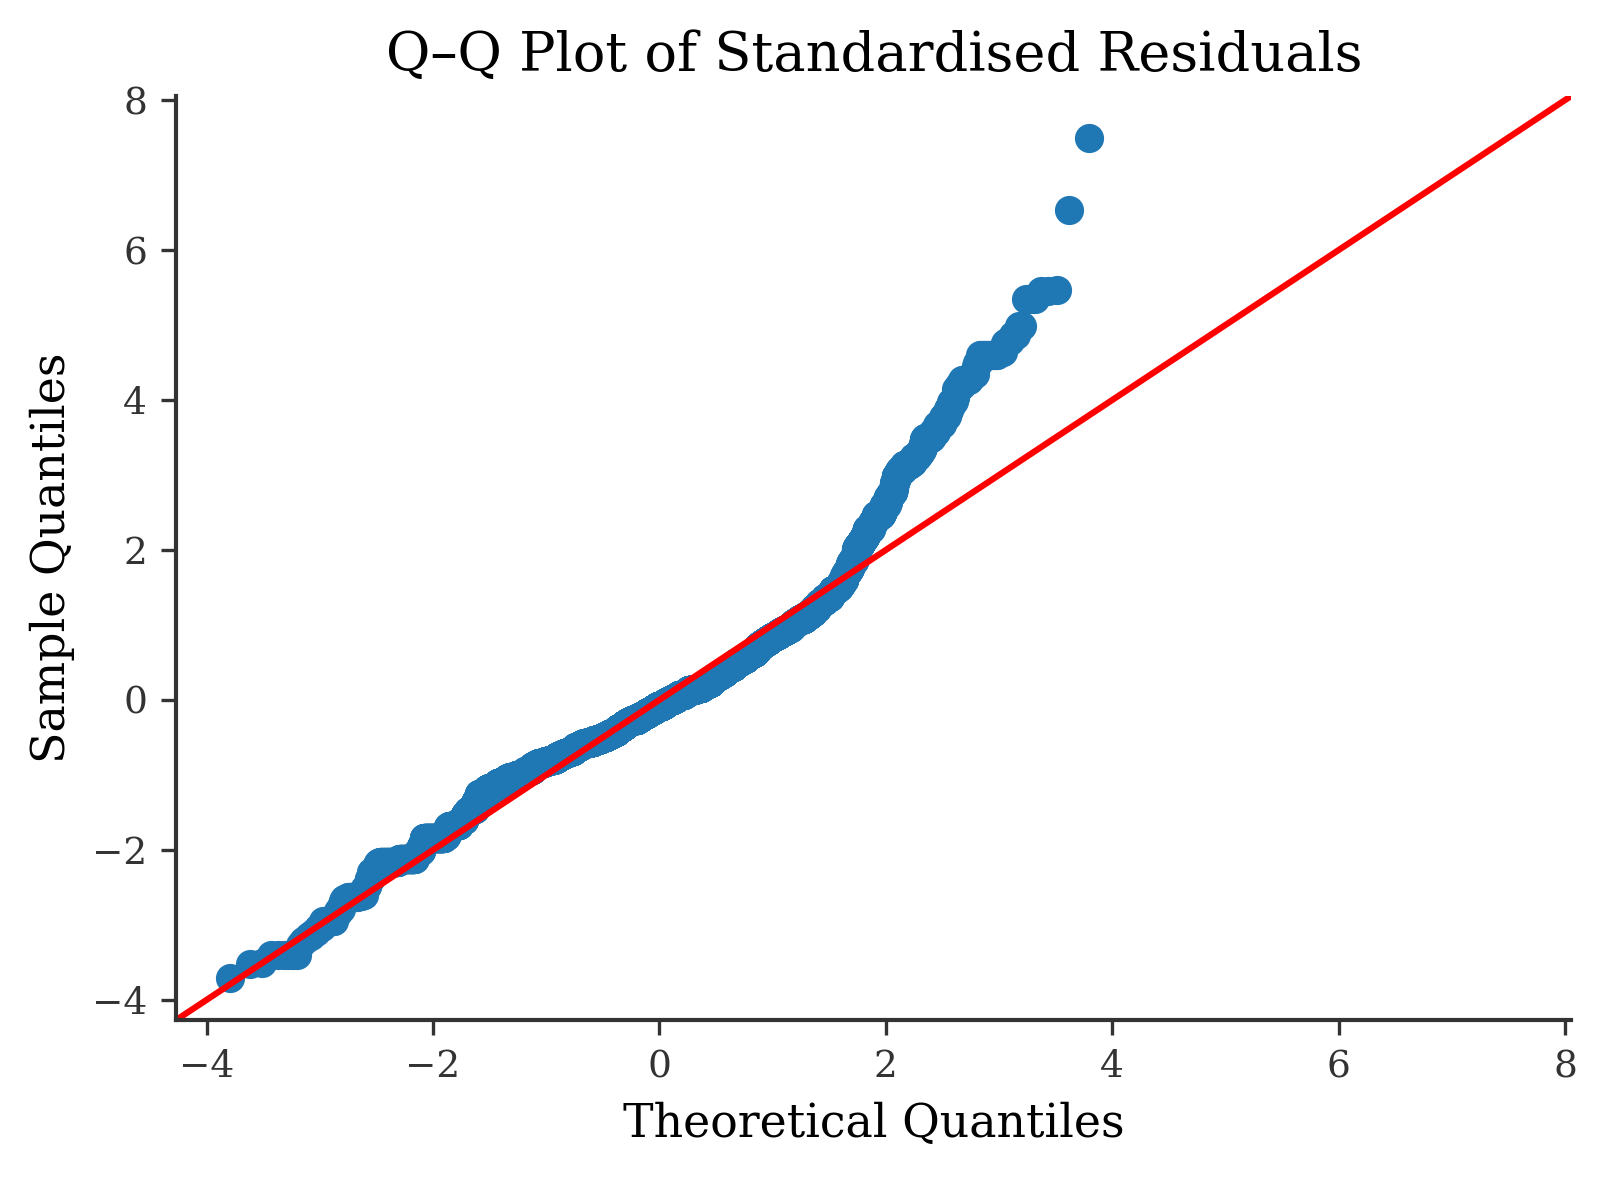 Q–Q Plot of Standardised Residuals
8
6
4
2
0
−2
−4
Sample Quantiles
−4 −2 0 2 4 6 8
Theoretical Quantiles